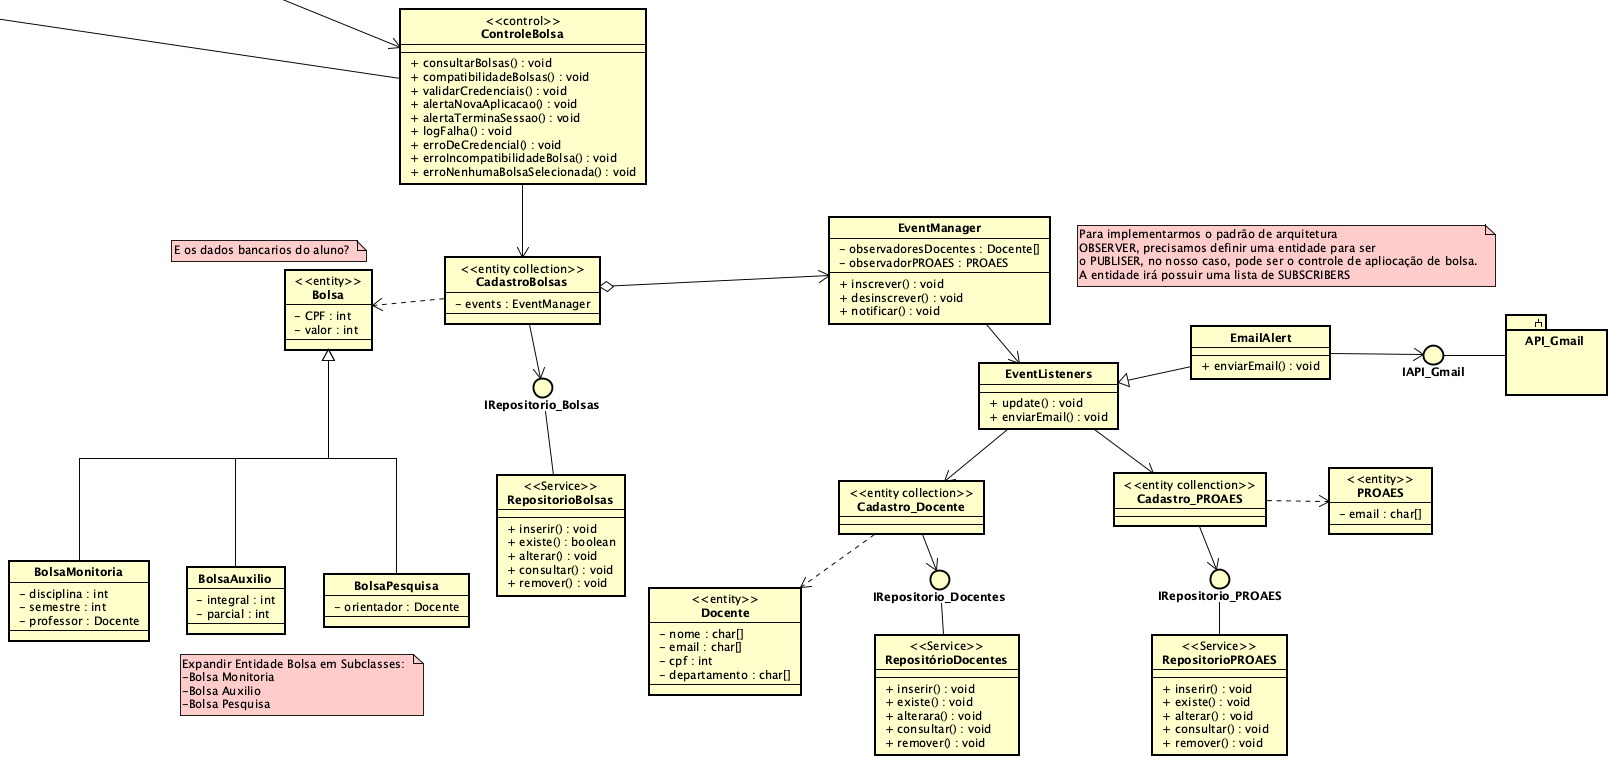 <<control>>
ControleBolsa
+ consultarBolsas() : void
+ compatibilidadeBolsas() : void
+ validarCredenciais() : void
+ alertaNovaAplicacao() : void
+ alertaTerminaSessao() : void
+ logFalha() : void
+ erroDeCredencial() : void
+ erroIncompatibilidadeBolsa() : void
+ erroNenhumaBolsaSelecionada() : void
E os dados bancarios do aluno?
<<entity>>
Bolsa
- CPF : int
- valor : int
<<entity collection>>
CadastroBolsas
- events : EventManager
EventManager
- observadoresDocentes : Docente[]
- observadorPROAES : PROAES
+ inscrever() : void
+ desinscrever() : void
+ notificar() : void
Para implementarmos o padrão de arquitetura
OBSERVER, precisamos definir uma entidade para ser
o PUBLISER, no nosso caso, pode ser o controle de apliocação de bolsa.
A entidade irá possuir uma lista de SUBSCRIBERS
EventListeners
+ update() : void
+ enviarEmail() : void
EmailAlert
+ enviarEmail() : void
IAPI_Gmail
API_Gmail
IRepositorio_Bolsas
<<Service>>
RepositorioBolsas
+ inserir() : void
+ existe() : boolean
+ alterar() : void
+ consultar() : void
+ remover() : void
<<entity collection>>
Cadastro_Docente
<<entity collenction>>
Cadastro_PROAES
<<entity>>
PROAES
- email : char[]
BolsaMonitoria
- disciplina : int
- semestre : int
- professor : Docente
BolsaAuxilio
- integral : int
- parcial : int
BolsaPesquisa
- orientador : Docente
Expandir Entidade Bolsa em Subclasses:
-Bolsa Monitoria
-Bolsa Auxilio
-Bolsa Pesquisa
<<entity>>
Docente
- nome : char[]
- email : char[]
- cpf : int
- departamento : char[]
IRepositorio_Docentes
<<Service>>
RepositórioDocentes
+ inserir() : void
+ existe() : void
+ alterara() : void
+ consultar() : void
+ remover() : void
IRepositorio_PROAES
<<Service>>
RepositorioPROAES
+ inserir() : void
+ existe() : void
+ alterar() : void
+ consultar() : void
+ remover() : void